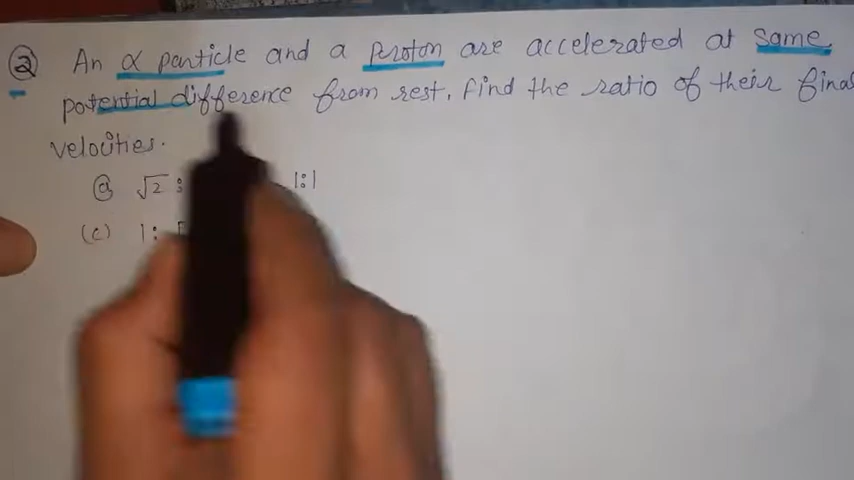 ② An α particle and a proton are accelerated at same
potential difference from rest. Find the ratio of their final
velocities.
ⓐ √2 : 1:1
(c) 1: